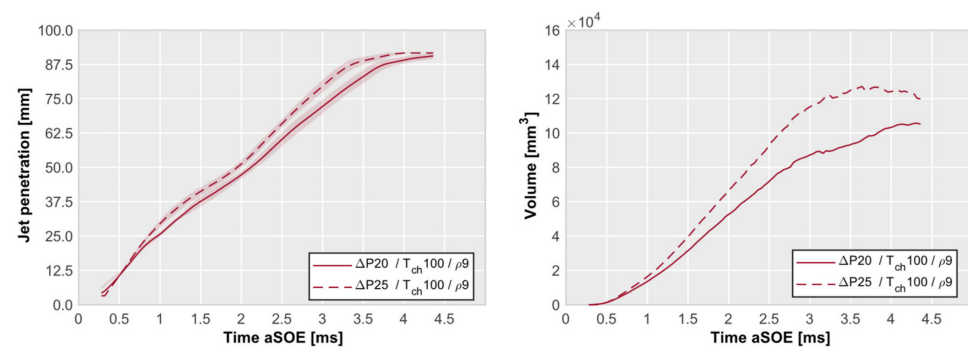 100.0
87.5
75.0
62.5
50.0
37.5
25.0
12.5
0.0
Jet penetration [mm]
0 0.5 1 1.5 2 2.5 3 3.5 4 4.5
Time aSOE [ms]
ΔP20 / T_ch100 / ρ9
ΔP25 / T_ch100 / ρ9
×10⁴
16
14
12
10
8
6
4
2
0
Volume [mm³]
0 0.5 1 1.5 2 2.5 3 3.5 4 4.5
Time aSOE [ms]
ΔP20 / T_ch100 / ρ9
ΔP25 / T_ch100 / ρ9